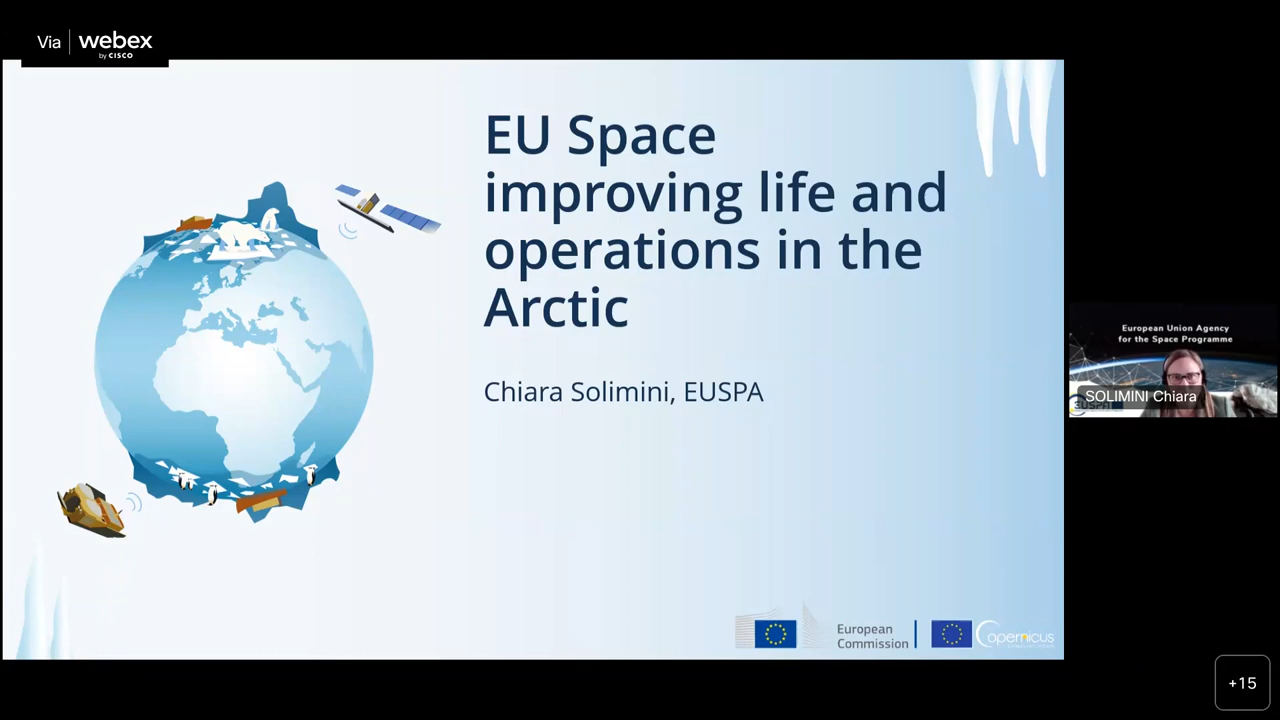 Via webex
by CISCO
EU Space
improving life and
operations in the
Arctic
Chiara Solimini, EUSPA
European Union Agency
for the Space Programme
SOLIMINI Chiara
European
Commission
opernicus
+15